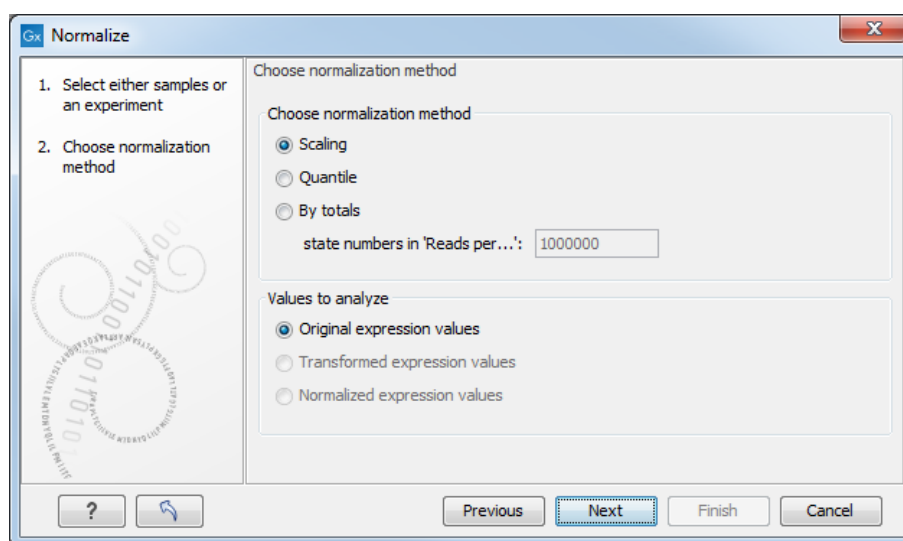 Gx Normalize
X
1. Select either samples or
an experiment
2. Choose normalization
method
Choose normalization method
Choose normalization method
Scaling
Quantile
By totals
state numbers in 'Reads per...': 1000000
Values to analyze
Original expression values
Transformed expression values
Normalized expression values
?
Previous
Next
Finish
Cancel